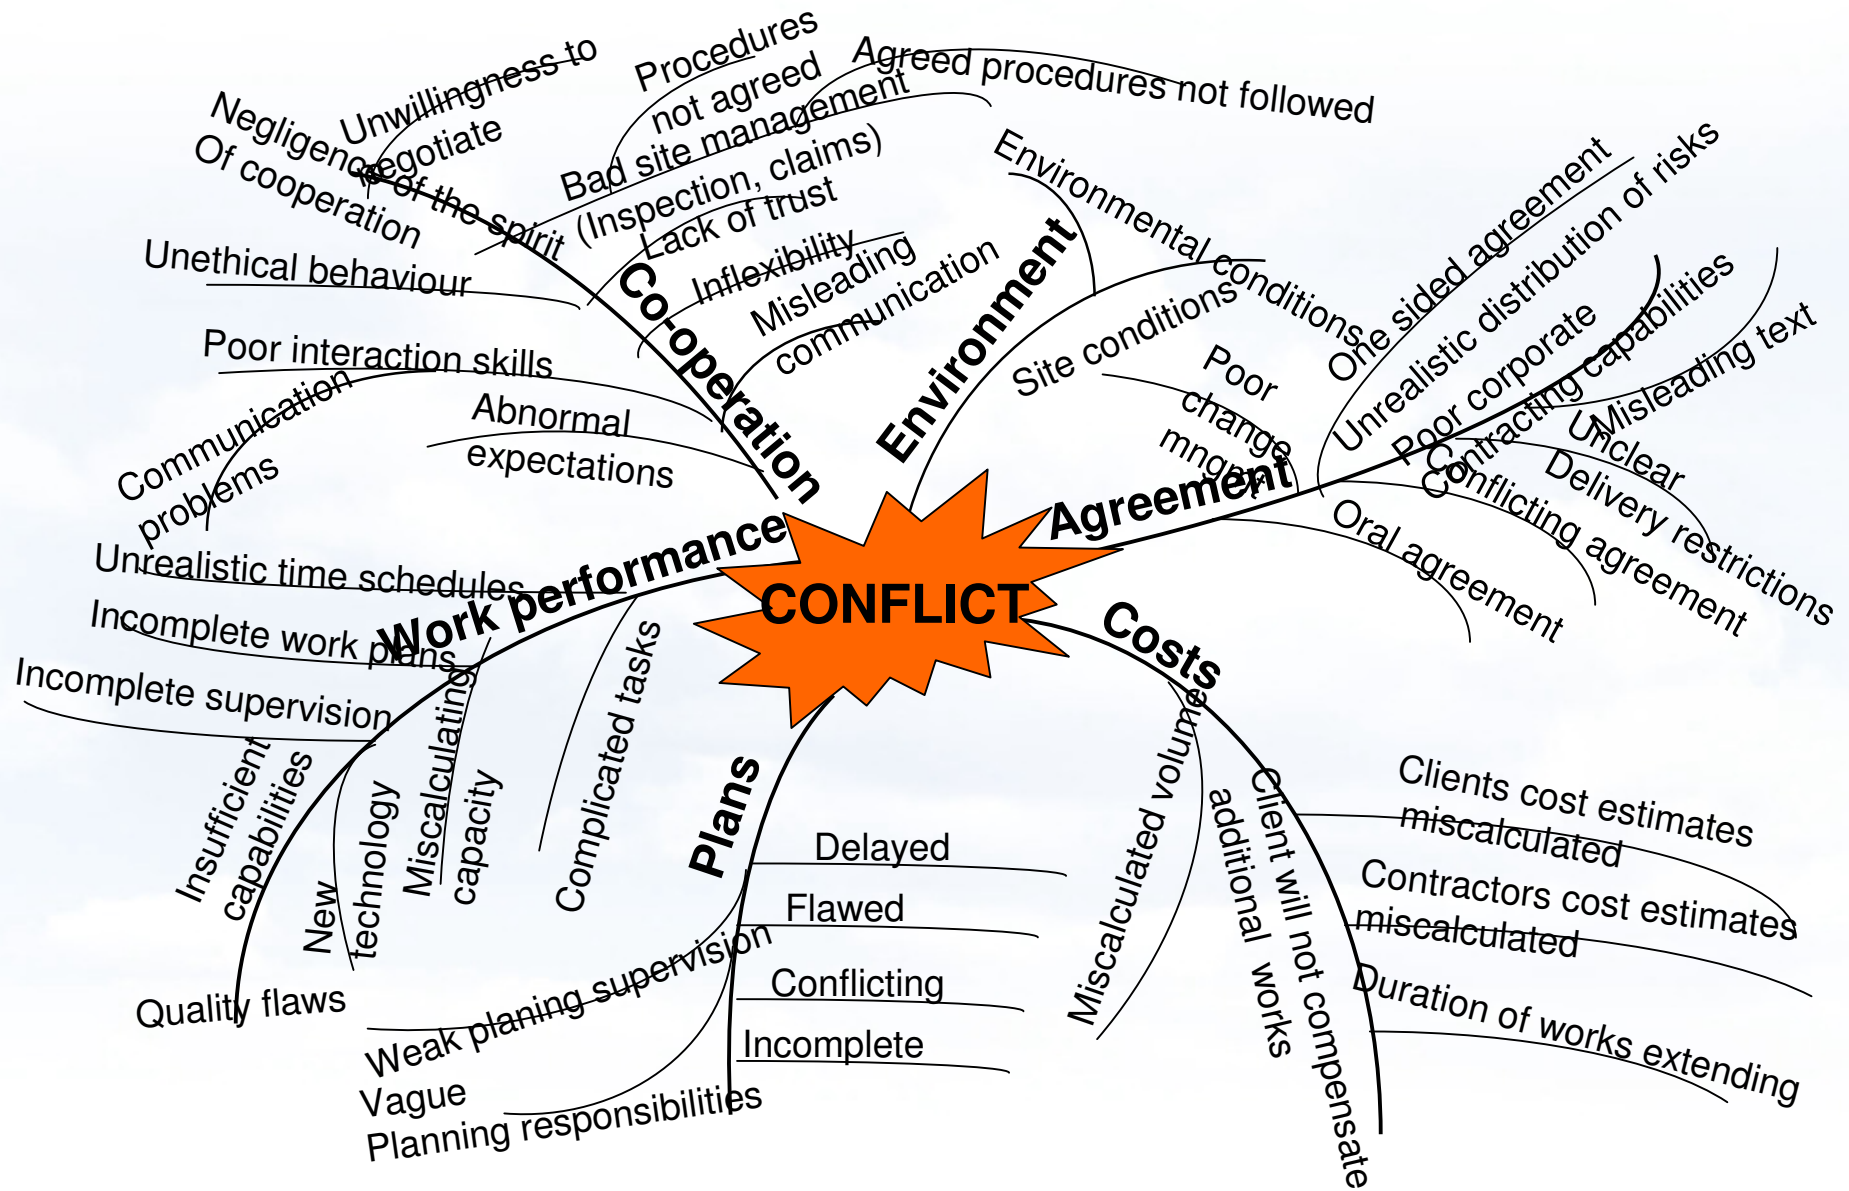 Unwillingness to
negotiate
Procedures
not agreed
Agreed procedures not followed
Negligence of the spirit
Of cooperation
Bad site management
(Inspection, claims)
Lack of trust
Unethical behaviour
Inflexibility
Misleading
communication
Poor interaction skills
Communication
problems
Abnormal
expectations
Co-operation
Environment
Environmental conditions
Site conditions
Poor
change
mngmt
One sided agreement
Unrealistic distribution of risks
Poor corporate
Contracting capabilities
Misleading text
Unclear
Delivery restrictions
Conflicting agreement
Oral agreement
Agreement
CONFLICT
Work performance
Unrealistic time schedules
Incomplete work plans
Incomplete supervision
Insufficient
capabilities
New
technology
Miscalculating
capacity
Complicated tasks
Quality flaws
Plans
Delayed
Flawed
Conflicting
Incomplete
Weak planing supervision
Vague
Planning responsibilities
Costs
Miscalculated volume
Client will not compensate
additional works
Clients cost estimates
miscalculated
Contractors cost estimates
miscalculated
Duration of works extending